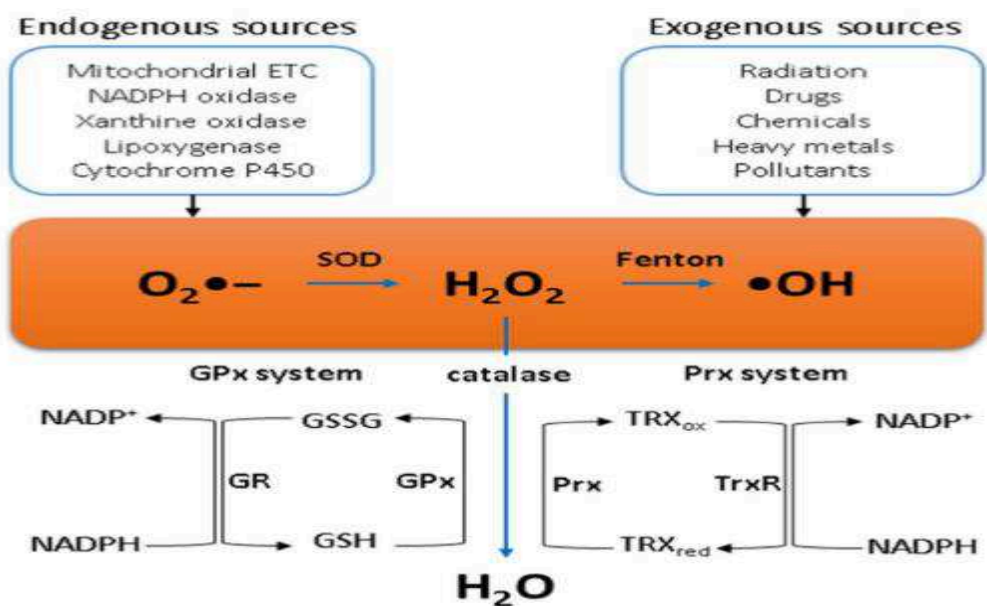 Endogenous sources
Mitochondrial ETC
NADPH oxidase
Xanthine oxidase
Lipoxygenase
Cytochrome P450
Exogenous sources
Radiation
Drugs
Chemicals
Heavy metals
Pollutants
O₂•– SOD H₂O₂ Fenton •OH
GPx system catalase Prx system
NADP⁺ GSSG TRXox NADP⁺
GR GPx Prx TrxR
NADPH GSH TRXred NADPH
H₂O